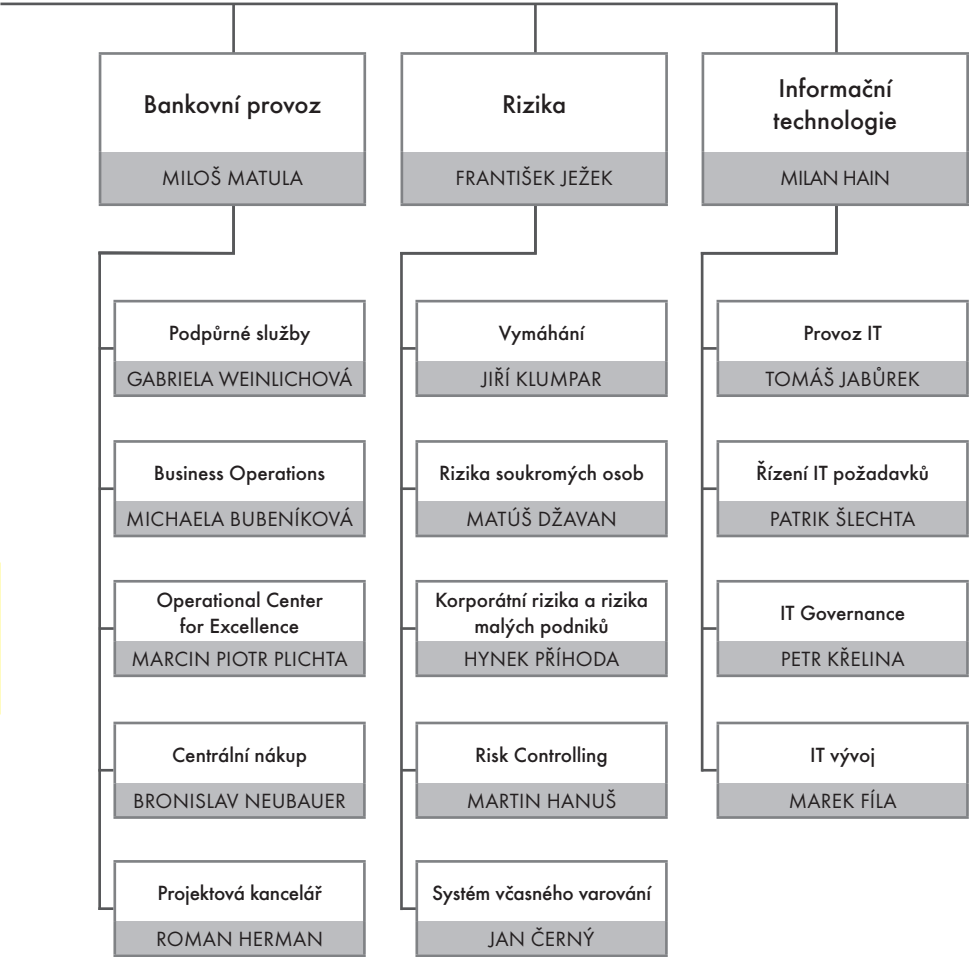 Bankovní provoz
MILOŠ MATULA
Podpůrné služby
GABRIELA WEINLICHOVÁ
Business Operations
MICHAELA BUBENÍKOVÁ
Operational Center
for Excellence
MARCIN PIOTR PLICHTA
Centrální nákup
BRONISLAV NEUBAUER
Projektová kancelář
ROMAN HERMAN
Rizika
FRANTIŠEK JEŽEK
Vymáhání
JIŘÍ KLUMPAR
Rizika soukromých osob
MATÚŠ DŽAVAN
Korporátní rizika a rizika
malých podniků
HYNEK PŘÍHODA
Risk Controlling
MARTIN HANUŠ
Systém včasného varování
JAN ČERNÝ
Informační
technologie
MILAN HAIN
Provoz IT
TOMÁŠ JABŮREK
Řízení IT požadavků
PATRIK ŠLECHTA
IT Governance
PETR KŘELINA
IT vývoj
MAREK FÍLA